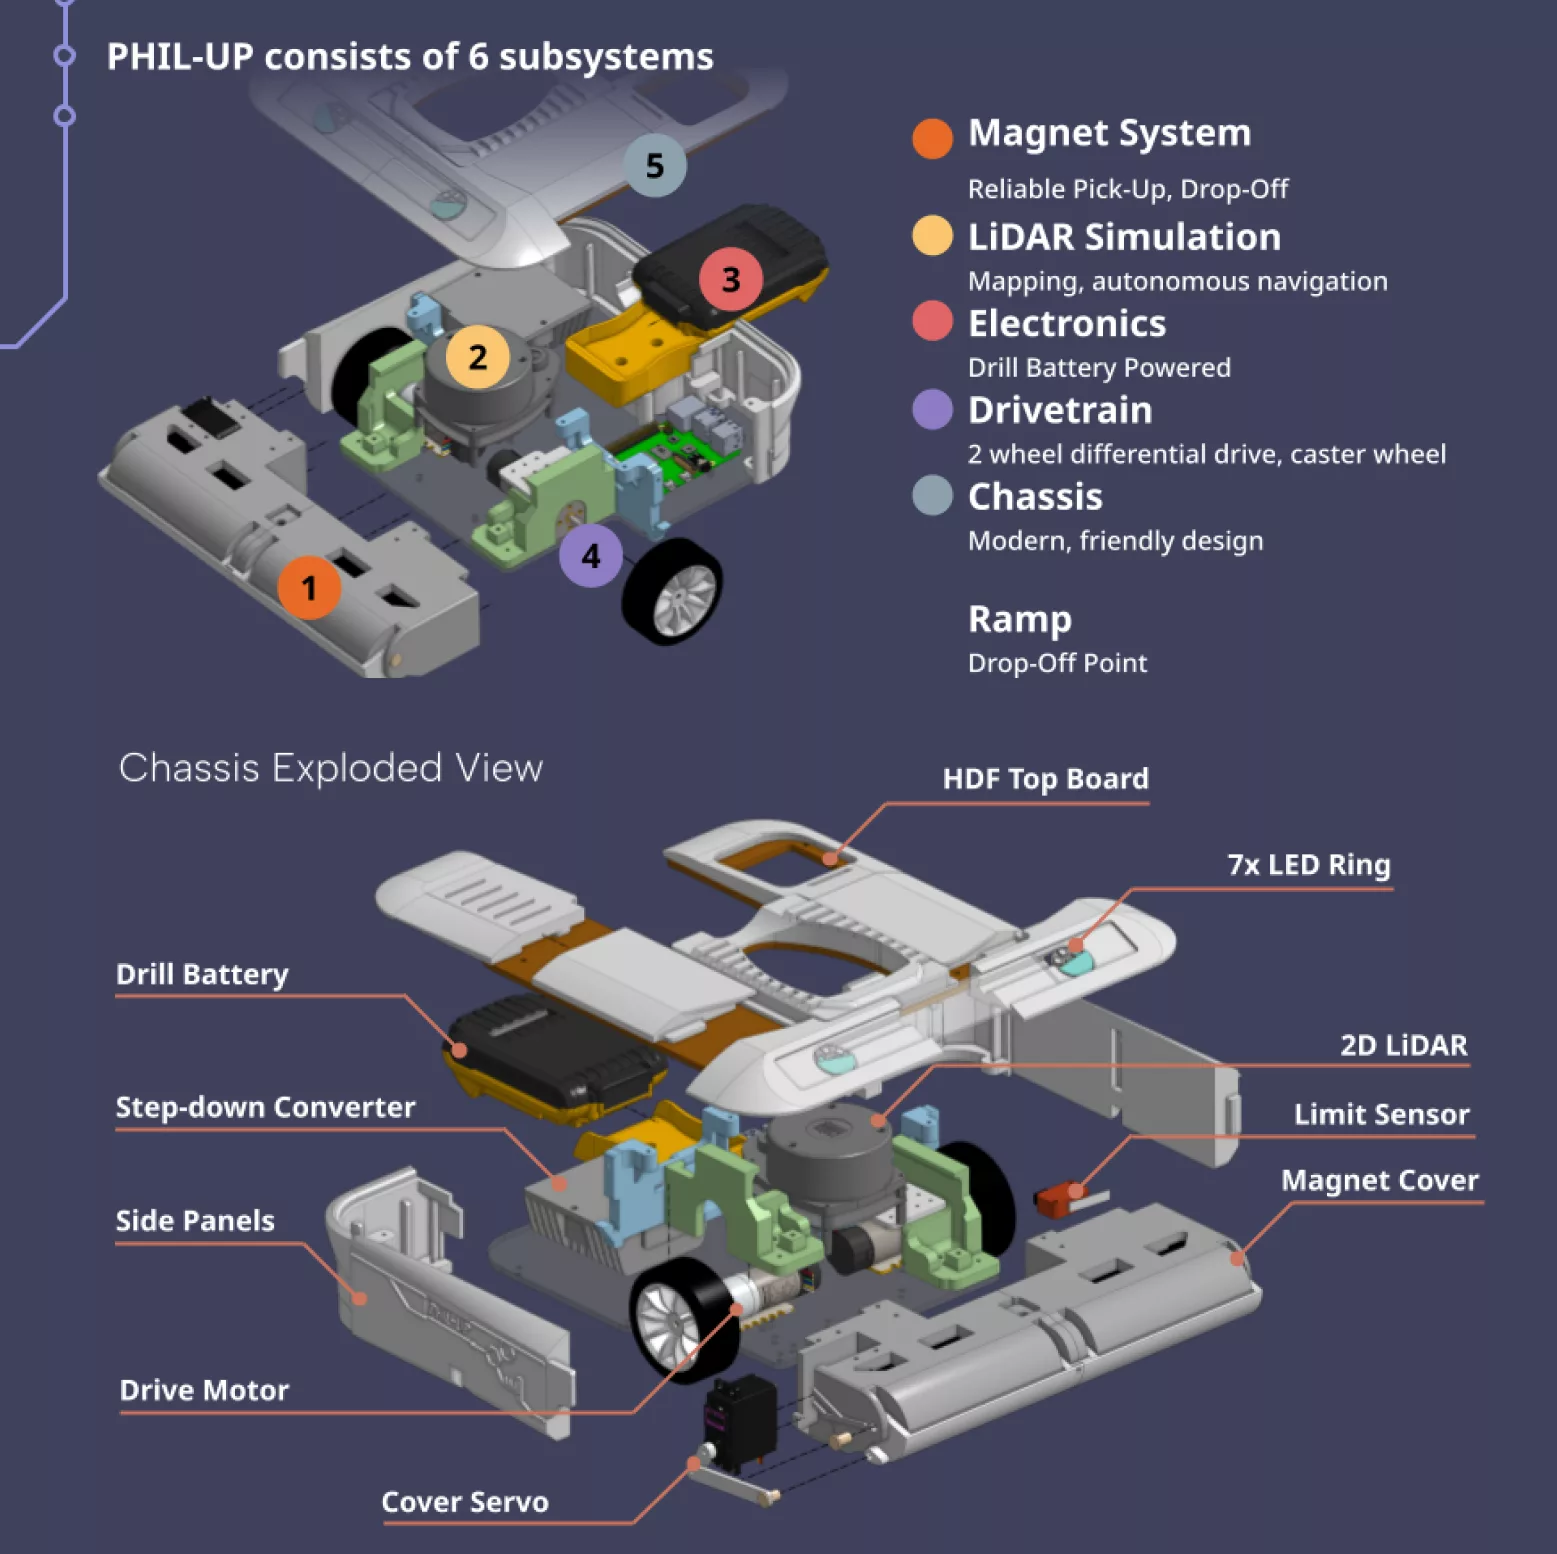 PHIL-UP consists of 6 subsystems
5
3
2
4
1
Magnet System
Reliable Pick-Up, Drop-Off
LiDAR Simulation
Mapping, autonomous navigation
Electronics
Drill Battery Powered
Drivetrain
2 wheel differential drive, caster wheel
Chassis
Modern, friendly design
Ramp
Drop-Off Point
Chassis Exploded View
HDF Top Board
7x LED Ring
Drill Battery
2D LiDAR
Step-down Converter
Limit Sensor
Magnet Cover
Side Panels
Drive Motor
Cover Servo